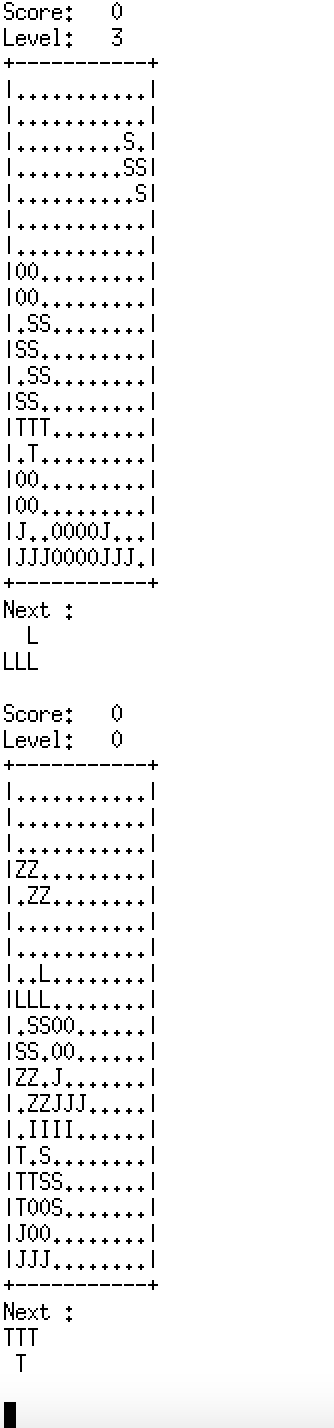 Score:   0
Level:   3
+-----------+
|...........|
|...........|
|.........S.|
|.........SS|
|..........S|
|...........|
|...........|
|OO.........|
|OO.........|
|.SS........|
|SS.........|
|.SS........|
|SS.........|
|TTT........|
|.T.........|
|OO.........|
|OO.........|
|J..OOOOJ...|
|JJJOOOOJJJ.|
+-----------+
Next :
  L
LLL
Score:   0
Level:   0
+-----------+
|...........|
|...........|
|...........|
|ZZ.........|
|.ZZ........|
|...........|
|...........|
|..L........|
|LLL........|
|.SSOO......|
|SS.OO......|
|ZZ.J.......|
|.ZZJJJ.....|
|.IIII......|
|T.S........|
|TTSS.......|
|TOOS.......|
|JOO........|
|JJJ........|
+-----------+
Next :
TTT
 T